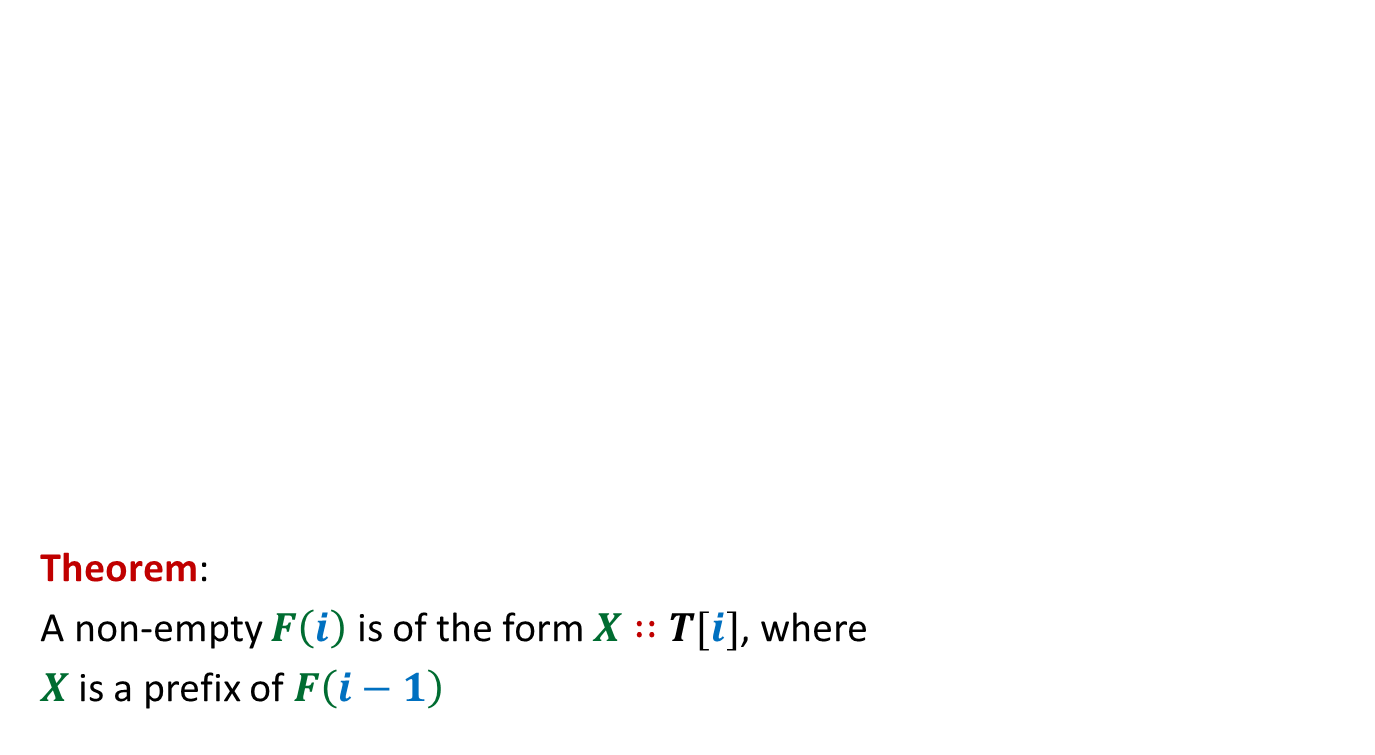 Theorem:
A non-empty F(i) is of the form X :: T[i], where
X is a prefix of F(i − 1)